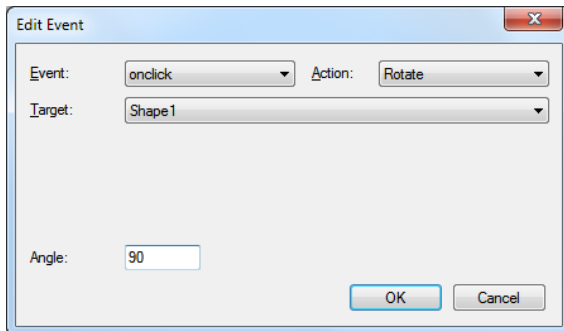 Edit Event
Event: onclick Action: Rotate
Target: Shape1
Angle: 90
OK Cancel